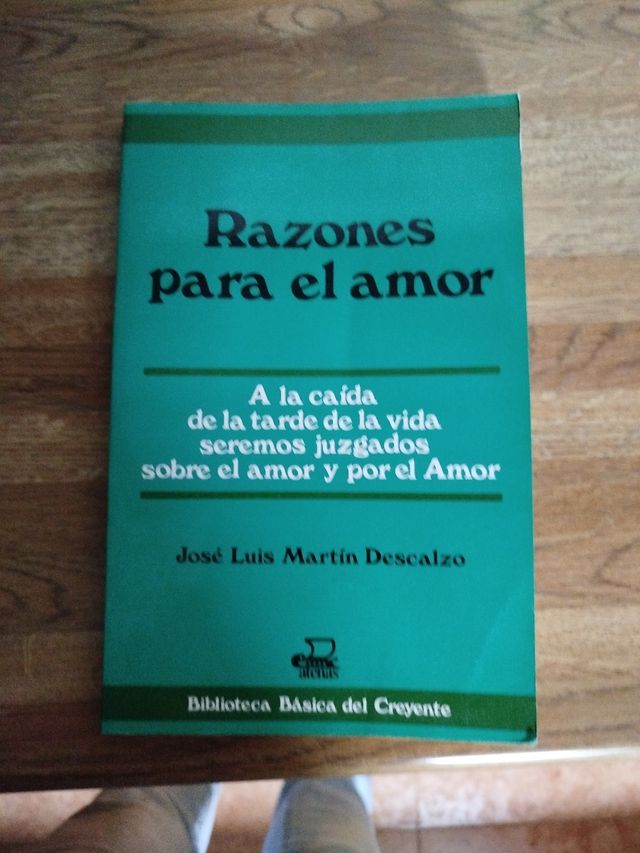 Razones
para el amor
A la caída
de la tarde de la vida
seremos juzgados
sobre el amor y por el Amor
José Luis Martín Descalzo
atenas
Biblioteca Básica del Creyente